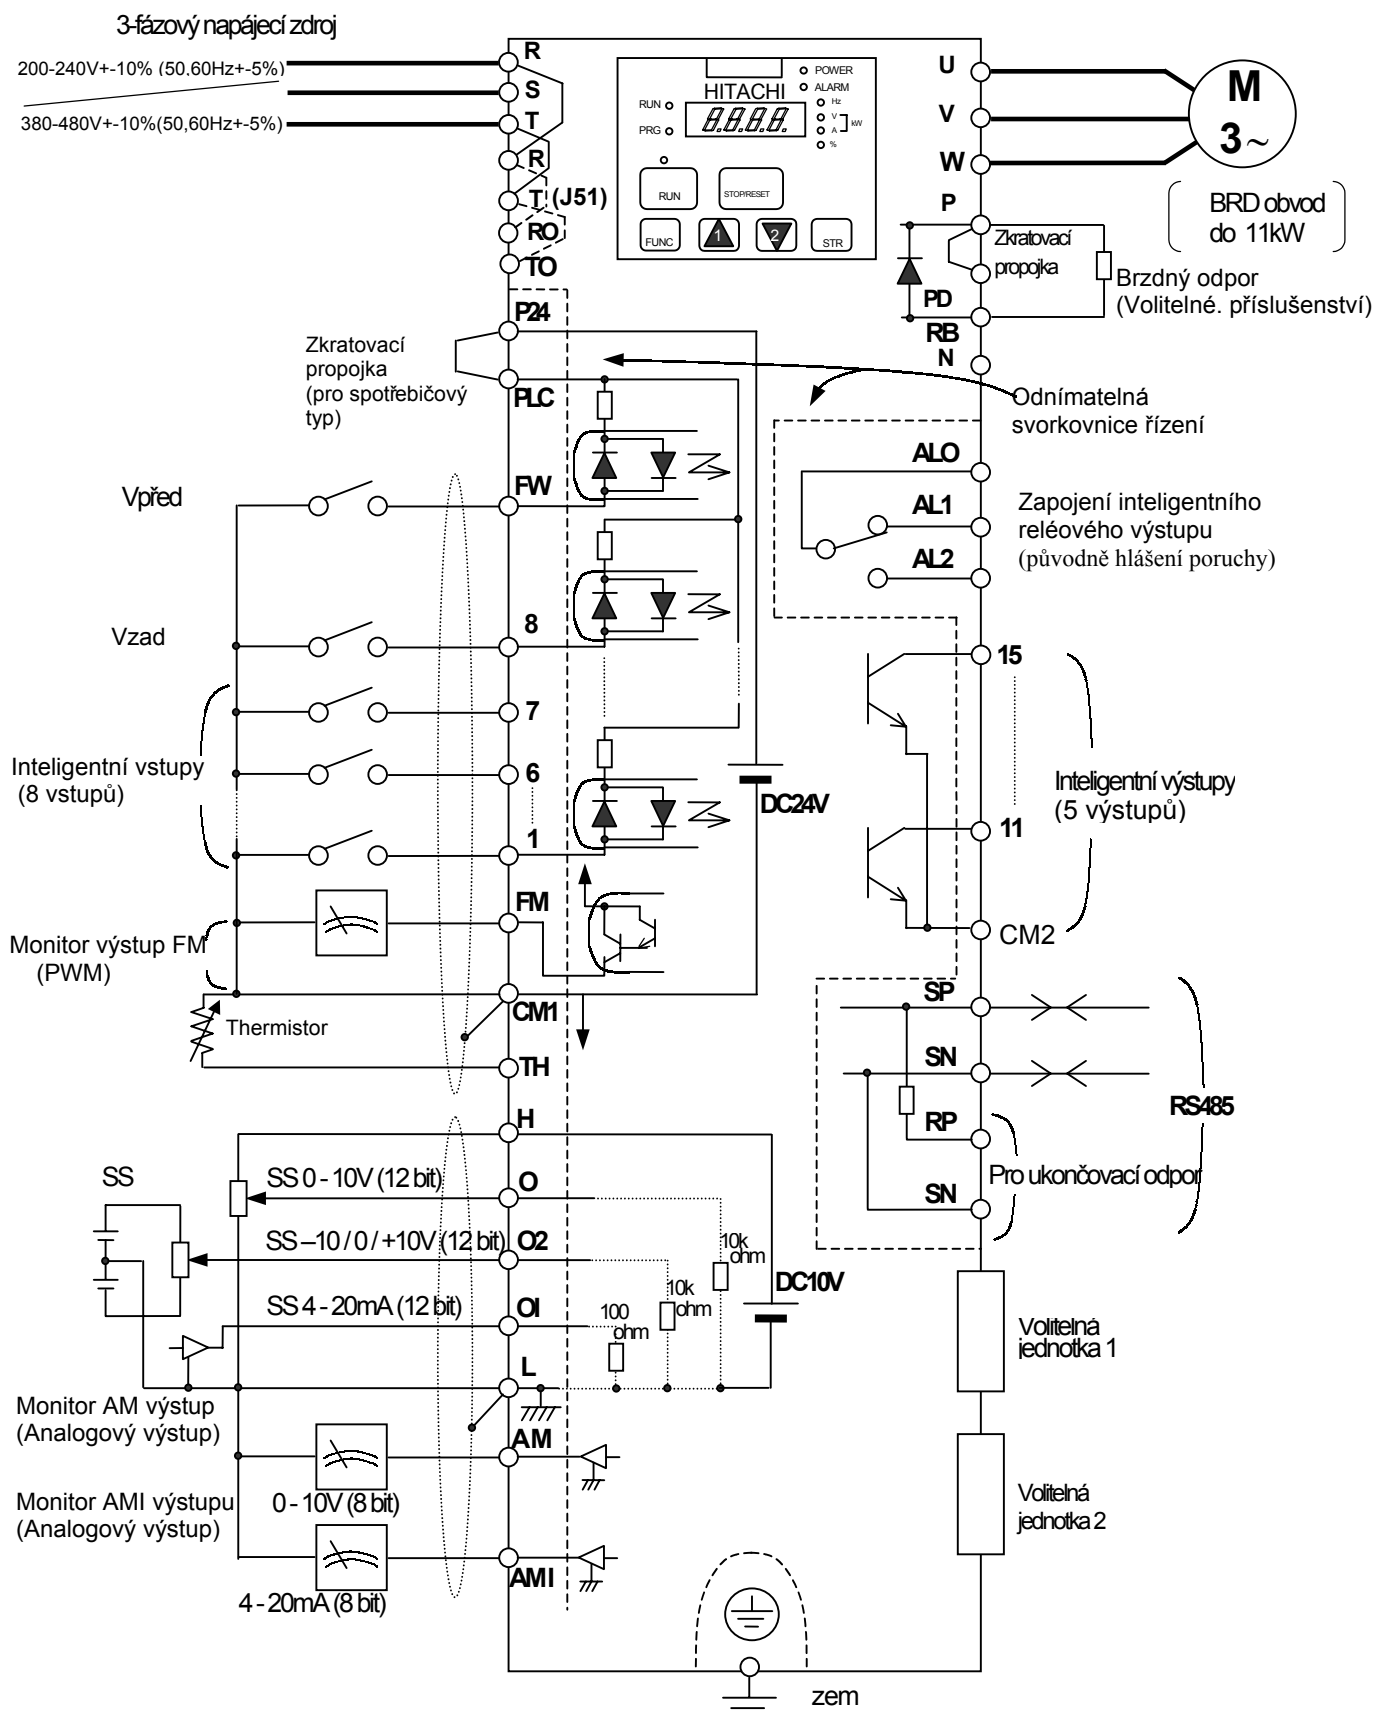 3-fázový napájecí zdroj
200-240V+-10% (50,60Hz+-5%)
380-480V+-10%(50,60Hz+-5%)
R
S
T
R
T (J51)
RO
TO
HITACHI
POWER
ALARM
RUN
PRG
8.8.8.8.
Hz
V
A
kW
%
RUN
STOP/RESET
FUNC
1
2
STR
U
V
W
M
3~
BRD obvod
do 11kW
P
Zkratovací
propojka
PD
RB
N
Brzdný odpor
(Volitelné. příslušenství)
P24
Zkratovací
propojka
(pro spotřebičový
typ)
PLC
Odnímatelná
svorkovnice řízení
Vpřed
FW
ALO
AL1
AL2
Zapojení inteligentního
reléového výstupu
(původně hlášení poruchy)
Vzad
8
7
6
1
Inteligentní vstupy
(8 vstupů)
DC24V
15
11
Inteligentní výstupy
(5 výstupů)
CM2
FM
Monitor výstup FM
(PWM)
CM1
Thermistor
TH
SP
SN
RP
SN
RS485
Pro ukončovací odpor
H
SS
SS 0 - 10V (12 bit)
O
SS –10 / 0 / +10V (12 bit)
O2
SS 4 - 20mA (12 bit)
OI
L
10k
ohm
10k
ohm
100
ohm
DC10V
Volitelná
jednotka 1
Monitor AM výstup
(Analogový výstup)
AM
0 - 10V (8 bit)
Monitor AMI výstupu
(Analogový výstup)
AMI
4 - 20mA (8 bit)
Volitelná
jednotka 2
zem